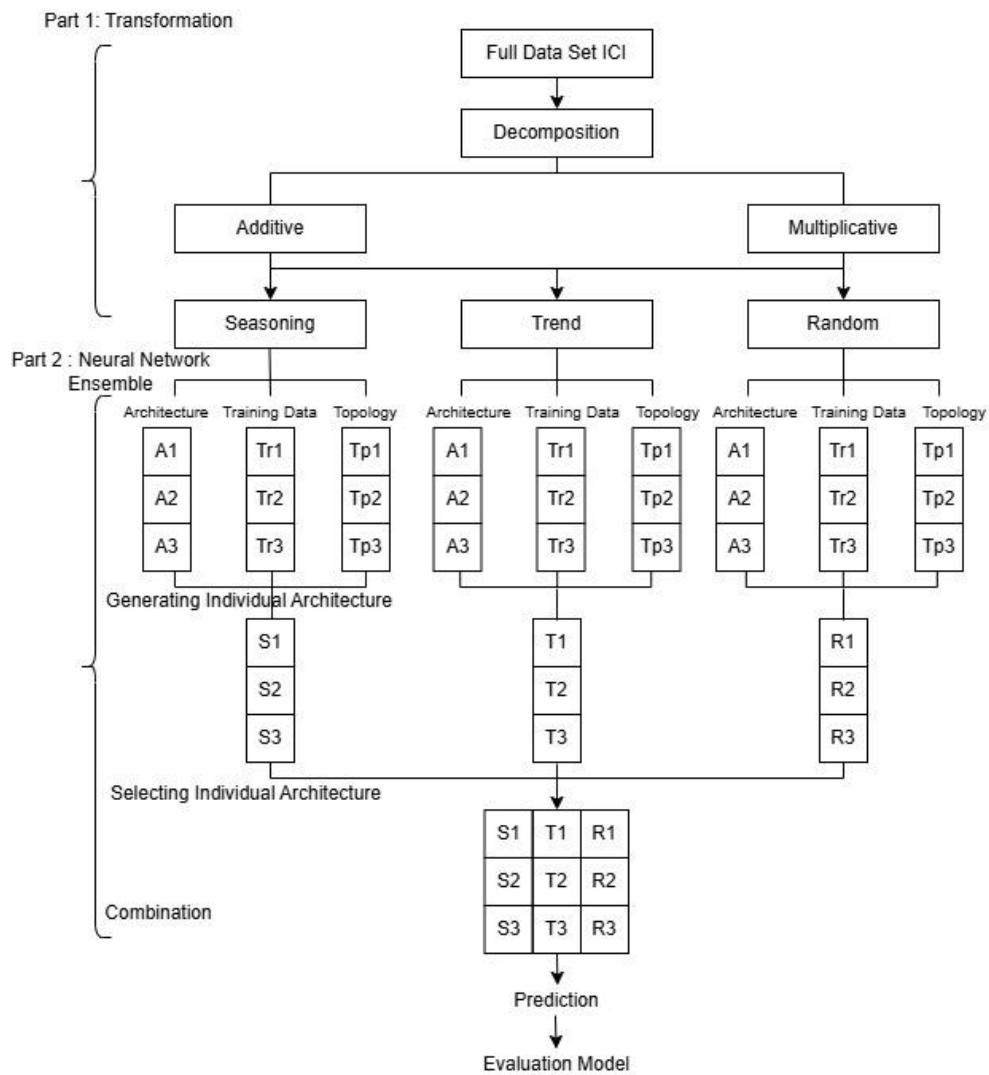 Part 1: Transformation
Full Data Set ICI
Decomposition
Additive
Multiplicative
Seasoning
Trend
Random
Part 2 : Neural Network
Ensemble
Architecture Training Data Topology
Architecture Training Data Topology
Architecture Training Data Topology
A1 Tr1 Tp1
A1 Tr1 Tp1
A1 Tr1 Tp1
A2 Tr2 Tp2
A2 Tr2 Tp2
A2 Tr2 Tp2
A3 Tr3 Tp3
A3 Tr3 Tp3
A3 Tr3 Tp3
Generating Individual Architecture
S1 T1 R1
S2 T2 R2
S3 T3 R3
Selecting Individual Architecture
S1 T1 R1
S2 T2 R2
Combination
S3 T3 R3
Prediction
Evaluation Model